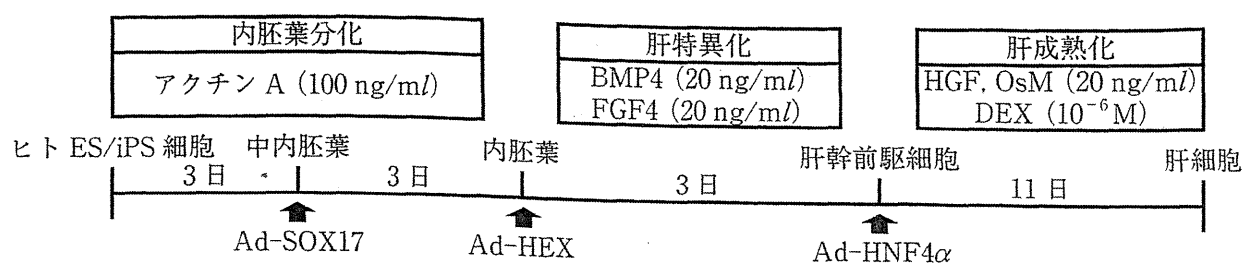 内胚葉分化
アクチン A (100 ng/ml)
肝特異化
BMP4 (20 ng/ml)
FGF4 (20 ng/ml)
肝成熟化
HGF, OsM (20 ng/ml)
DEX (10⁻⁶M)
ヒト ES/iPS 細胞 中内胚葉 内胚葉 肝幹前駆細胞 肝細胞
3日 3日 3日 11日
Ad-SOX17 Ad-HEX Ad-HNF4α